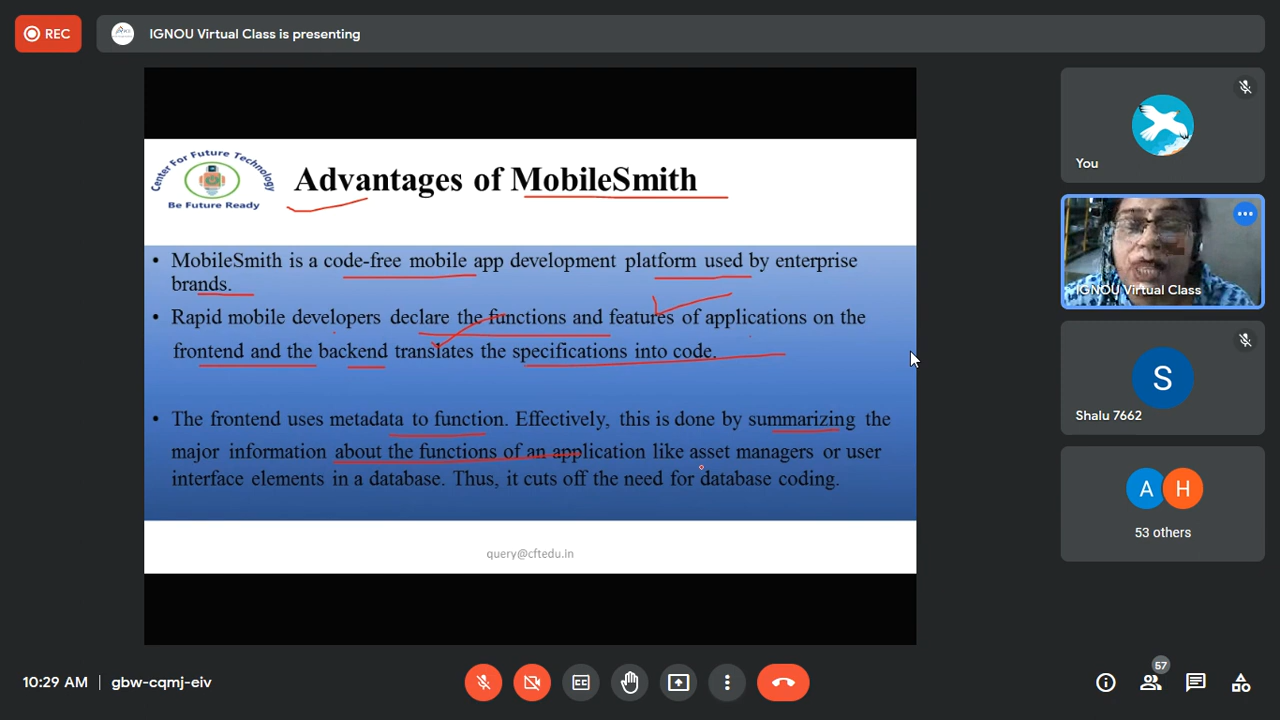 REC
IGNOU Virtual Class is presenting
Center For Future Technology
Be Future Ready
Advantages of MobileSmith
• MobileSmith is a code-free mobile app development platform used by enterprise
brands.
• Rapid mobile developers declare the functions and features of applications on the
frontend and the backend translates the specifications into code.
• The frontend uses metadata to function. Effectively, this is done by summarizing the
major information about the functions of an application like asset managers or user
interface elements in a database. Thus, it cuts off the need for database coding.
query@cftedu.in
You
IGNOU Virtual Class
S
Shalu 7662
A H
53 others
10:29 AM | gbw-cqmj-eiv
CC
57